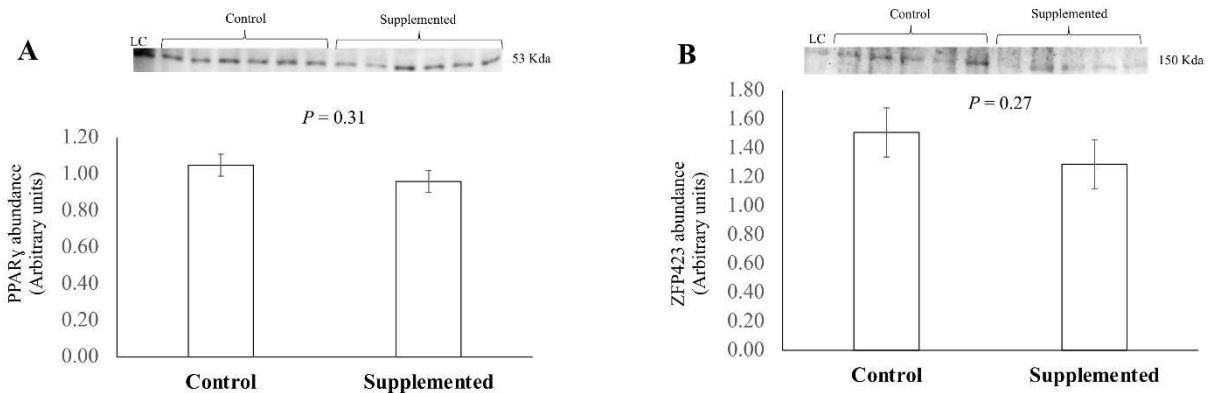 A
LC
Control
Supplemented
53 Kda
P = 0.31
PPARɣ abundance
(Arbitrary units)
1.20
1.00
0.80
0.60
0.40
0.20
0.00
Control
Supplemented
B
LC
Control
Supplemented
150 Kda
P = 0.27
ZFP423 abundance
(Arbitrary units)
1.80
1.60
1.40
1.20
1.00
0.80
0.60
0.40
0.20
0.00
Control
Supplemented